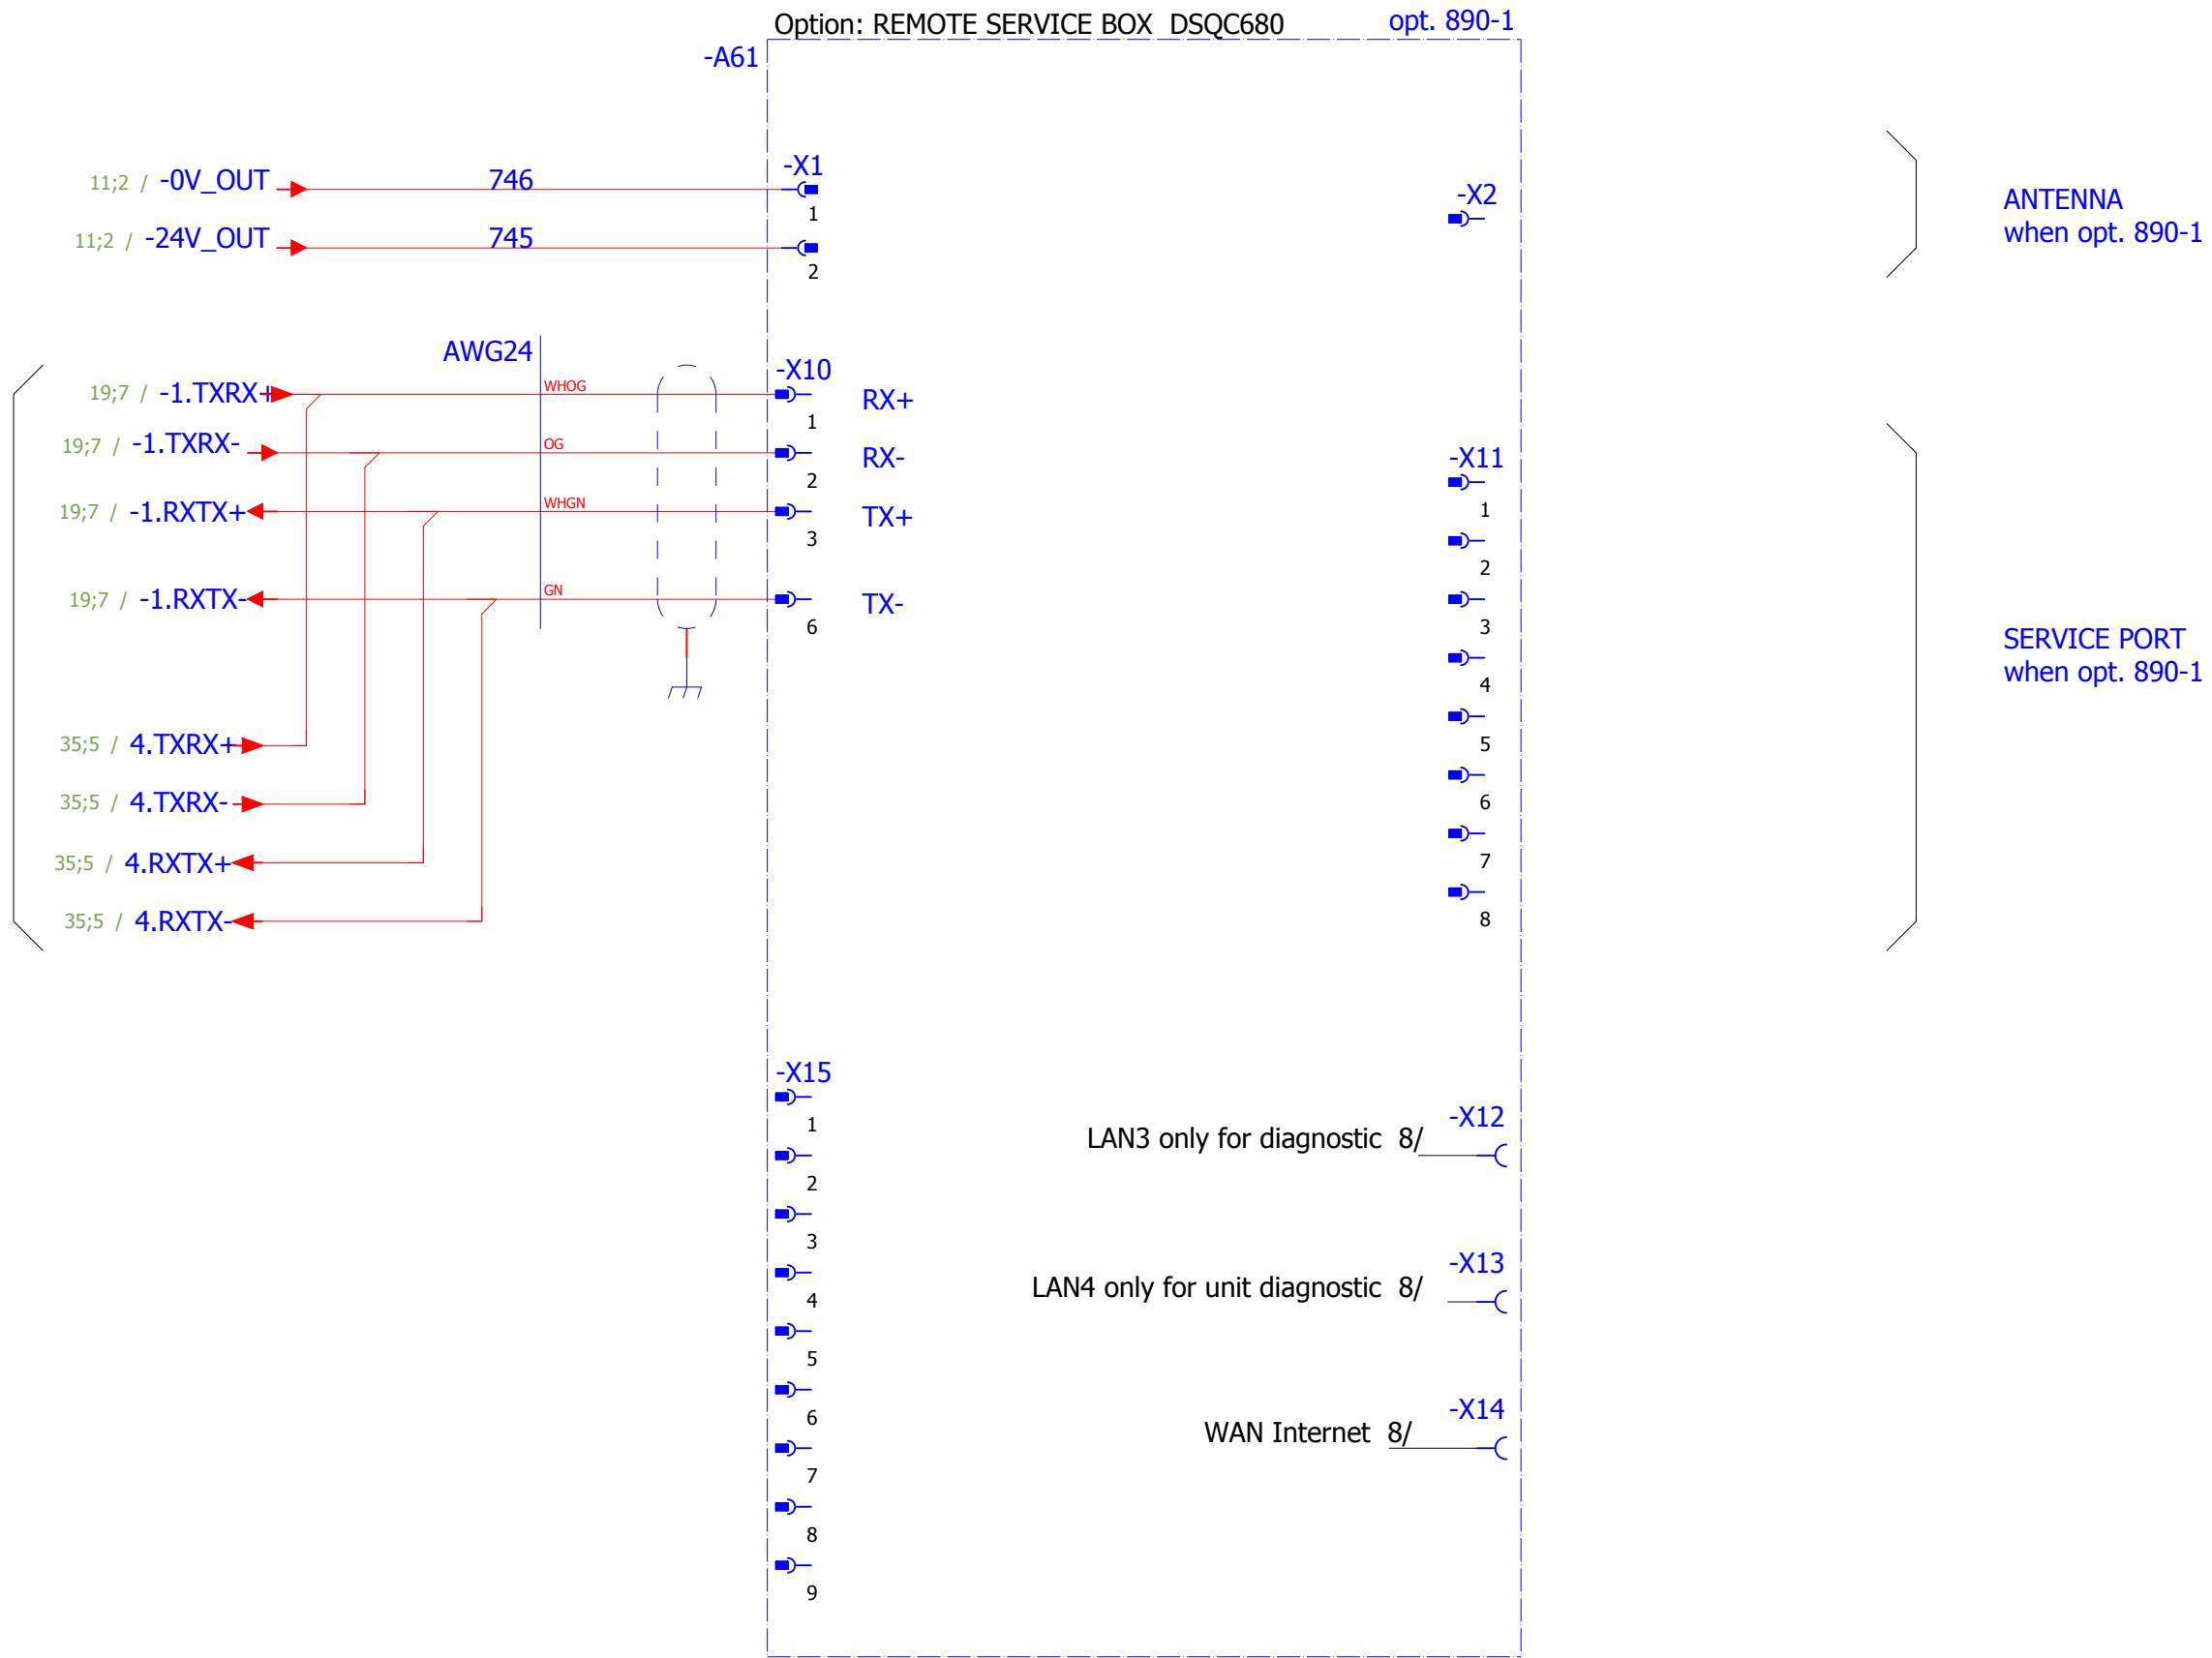 Option: REMOTE SERVICE BOX  DSQC680
opt. 890-1
-A61
11;2 / -0V_OUT
746
-X1
1
11;2 / -24V_OUT
745
2
-X2
ANTENNA
when opt. 890-1
AWG24
-X10
19;7 / -1.TXRX+
WHOG
1
RX+
19;7 / -1.TXRX-
OG
2
RX-
19;7 / -1.RXTX+
WHGN
3
TX+
19;7 / -1.RXTX-
GN
6
TX-
35;5 / 4.TXRX+
35;5 / 4.TXRX-
35;5 / 4.RXTX+
35;5 / 4.RXTX-
-X11
1
2
3
4
5
6
7
8
SERVICE PORT
when opt. 890-1
-X15
1
2
3
4
5
6
7
8
9
-X12
LAN3 only for diagnostic  8/
-X13
LAN4 only for unit diagnostic  8/
-X14
WAN Internet  8/